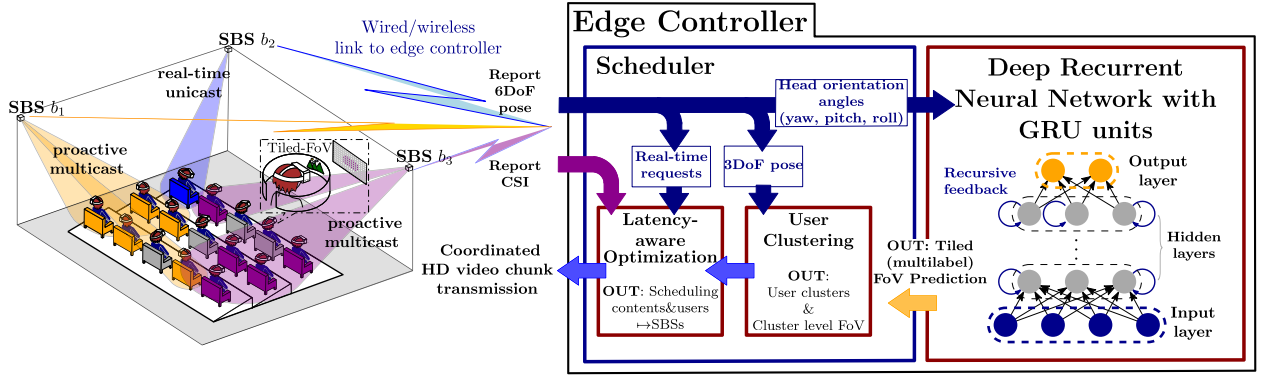 Wired/wireless
link to edge controller
SBS b2
real-time
unicast
SBS b1
proactive
multicast
Tiled-FoV
SBS b3
proactive
multicast
Report
6DoF
pose
Report
CSI
Coordinated
HD video chunk
transmission
Edge Controller
Scheduler
Head orientation
angles
(yaw, pitch, roll)
Real-time
requests
3DoF pose
Latency-
aware
Optimization
OUT: Scheduling
contents&users
↦SBSs
User
Clustering
OUT:
User clusters
&
Cluster level FoV
OUT: Tiled
(multilabel)
FoV Prediction
Deep Recurrent
Neural Network with
GRU units
Recursive
feedback
Output
layer
Hidden
layers
Input
layer